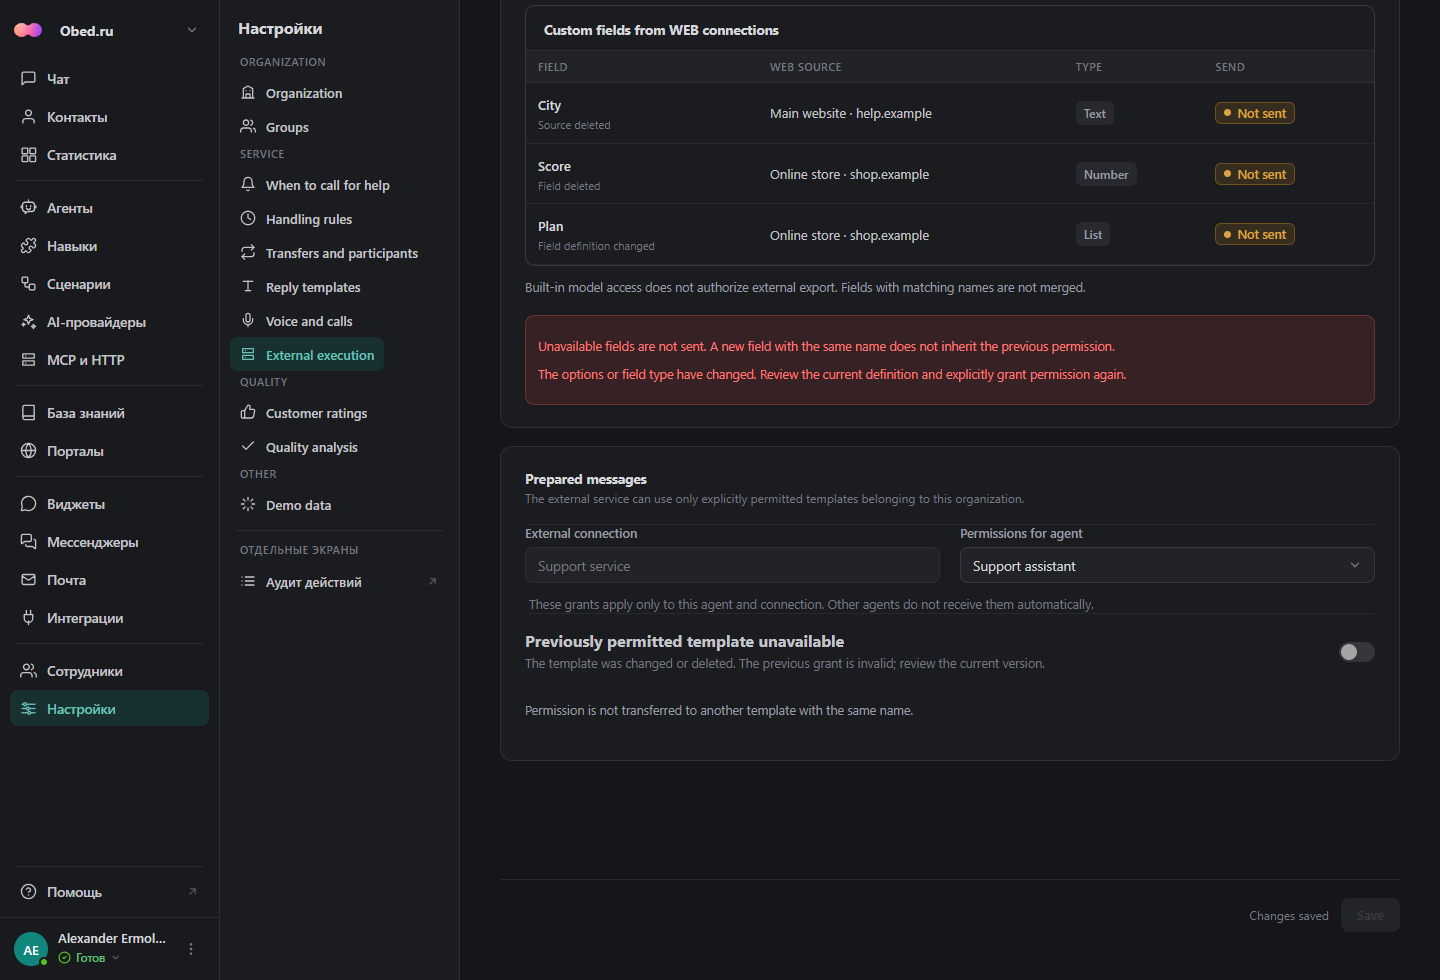 Obed.ru
Чат
Контакты
Статистика
Агенты
Навыки
Сценарии
AI-провайдеры
MCP и HTTP
База знаний
Порталы
Виджеты
Мессенджеры
Почта
Интеграции
Сотрудники
Настройки
Помощь
AE
Alexander Ermol...
Готов
Настройки
ORGANIZATION
Organization
Groups
SERVICE
When to call for help
Handling rules
Transfers and participants
Reply templates
Voice and calls
External execution
QUALITY
Customer ratings
Quality analysis
OTHER
Demo data
ОТДЕЛЬНЫЕ ЭКРАНЫ
Аудит действий
Custom fields from WEB connections
FIELD WEB SOURCE TYPE SEND
City
Source deleted
Main website · help.example
Text
Not sent
Score
Field deleted
Online store · shop.example
Number
Not sent
Plan
Field definition changed
Online store · shop.example
List
Not sent
Built-in model access does not authorize external export. Fields with matching names are not merged.
Unavailable fields are not sent. A new field with the same name does not inherit the previous permission.
The options or field type have changed. Review the current definition and explicitly grant permission again.
Prepared messages
The external service can use only explicitly permitted templates belonging to this organization.
External connection
Support service
Permissions for agent
Support assistant
These grants apply only to this agent and connection. Other agents do not receive them automatically.
Previously permitted template unavailable
The template was changed or deleted. The previous grant is invalid; review the current version.
Permission is not transferred to another template with the same name.
Changes saved
Save